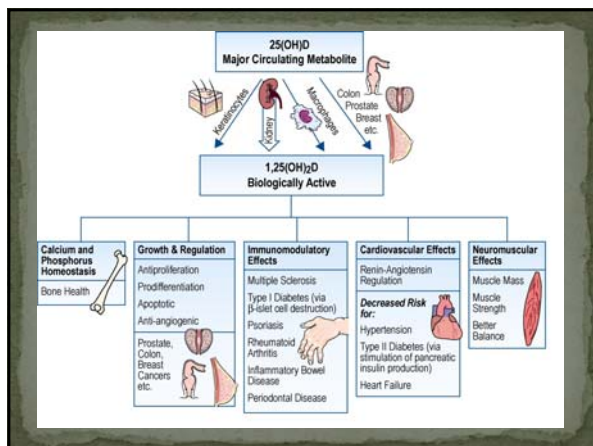 25(OH)D
Major Circulating Metabolite
Keratinocytes
Kidney
Macrophages
Colon
Prostate
Breast
etc.
1,25(OH)₂D
Biologically Active
Calcium and
Phosphorus
Homeostasis
Bone Health
Growth & Regulation
Antiproliferation
Prodifferentiation
Apoptotic
Anti-angiogenic
Prostate,
Colon,
Breast
Cancers
etc.
Immunomodulatory
Effects
Multiple Sclerosis
Type I Diabetes (via
β-islet cell destruction)
Psoriasis
Rheumatoid
Arthritis
Inflammatory Bowel
Disease
Periodontal Disease
Cardiovascular Effects
Renin-Angiotensin
Regulation
Decreased Risk
for:
Hypertension
Type II Diabetes (via
stimulation of pancreatic
insulin production)
Heart Failure
Neuromuscular
Effects
Muscle Mass
Muscle
Strength
Better
Balance